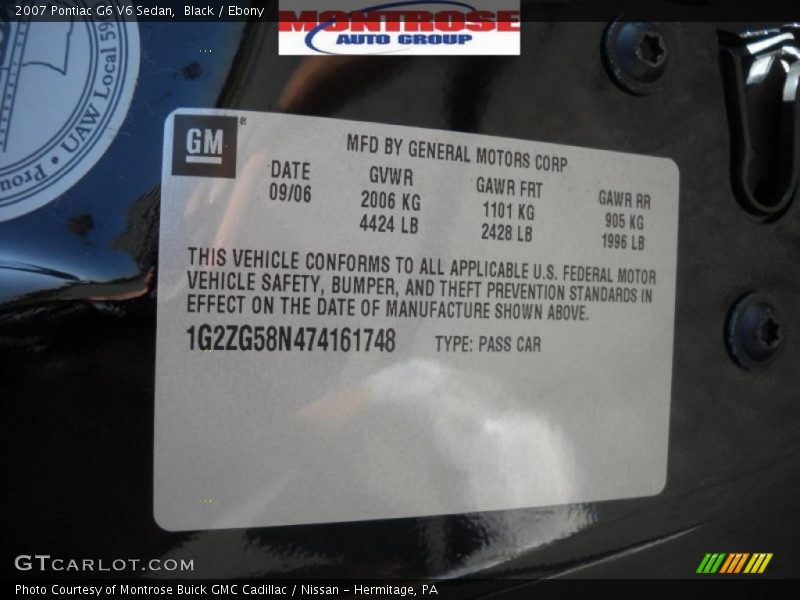 2007 Pontiac G6 V6 Sedan, Black / Ebony
MONTROSE
AUTO GROUP
UAW Local 59
Proud
GM ®
MFD BY GENERAL MOTORS CORP
DATE GVWR GAWR FRT GAWR RR
09/06 2006 KG 1101 KG 905 KG
4424 LB 2428 LB 1996 LB
THIS VEHICLE CONFORMS TO ALL APPLICABLE U.S. FEDERAL MOTOR
VEHICLE SAFETY, BUMPER, AND THEFT PREVENTION STANDARDS IN
EFFECT ON THE DATE OF MANUFACTURE SHOWN ABOVE.
1G2ZG58N474161748 TYPE: PASS CAR
GTCARLOT.COM
Photo Courtesy of Montrose Buick GMC Cadillac / Nissan - Hermitage, PA